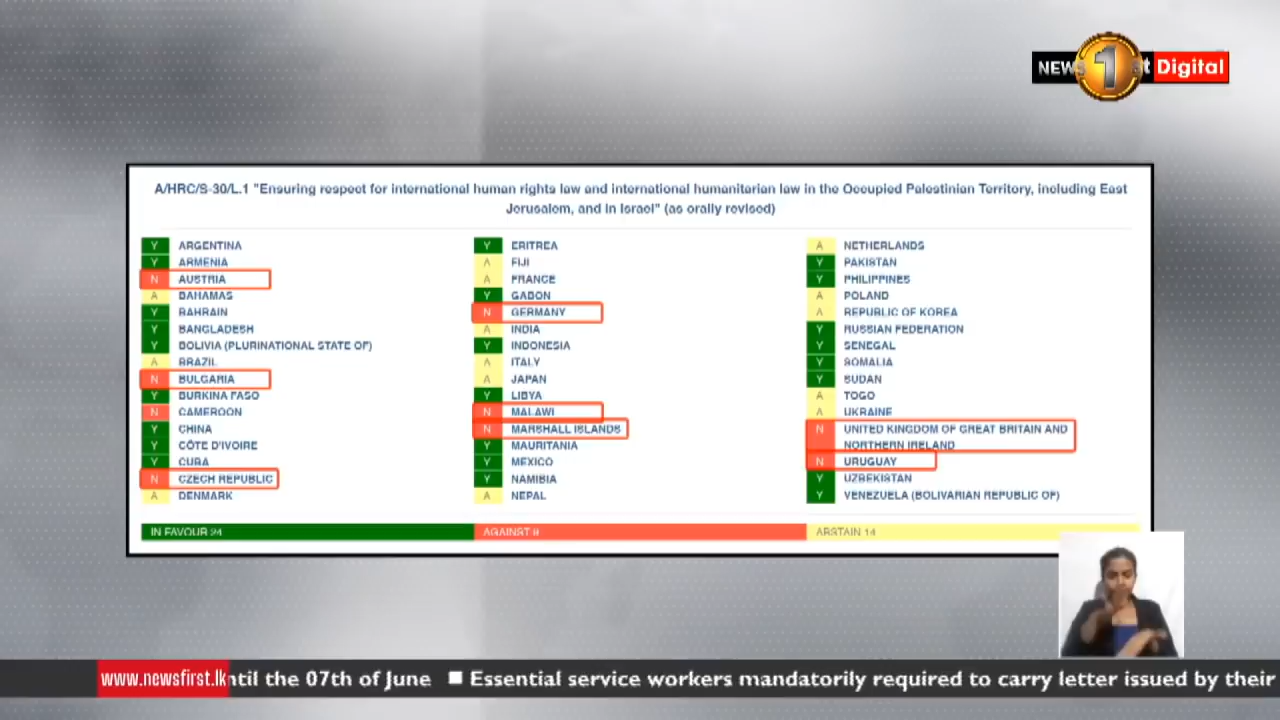 NEWS 1st Digital
A/HRC/S-30/L.1 "Ensuring respect for international human rights law and international humanitarian law in the Occupied Palestinian Territory, including East
Jerusalem, and in Israel" (as orally revised)
Y ARGENTINA
Y ARMENIA
N AUSTRIA
A BAHAMAS
Y BAHRAIN
Y BANGLADESH
Y BOLIVIA (PLURINATIONAL STATE OF)
A BRAZIL
N BULGARIA
Y BURKINA FASO
N CAMEROON
Y CHINA
Y CÔTE D'IVOIRE
Y CUBA
N CZECH REPUBLIC
A DENMARK
Y ERITREA
A FIJI
A FRANCE
Y GABON
N GERMANY
A INDIA
Y INDONESIA
A ITALY
A JAPAN
Y LIBYA
N MALAWI
N MARSHALL ISLANDS
Y MAURITANIA
Y MEXICO
Y NAMIBIA
A NEPAL
A NETHERLANDS
Y PAKISTAN
Y PHILIPPINES
A POLAND
A REPUBLIC OF KOREA
Y RUSSIAN FEDERATION
Y SENEGAL
Y SOMALIA
Y SUDAN
A TOGO
A UKRAINE
N UNITED KINGDOM OF GREAT BRITAIN AND
NORTHERN IRELAND
N URUGUAY
Y UZBEKISTAN
Y VENEZUELA (BOLIVARIAN REPUBLIC OF)
IN FAVOUR 24 AGAINST 9 ABSTAIN 14
www.newsfirst.lk ntil the 07th of June ■ Essential service workers mandatorily required to carry letter issued by their